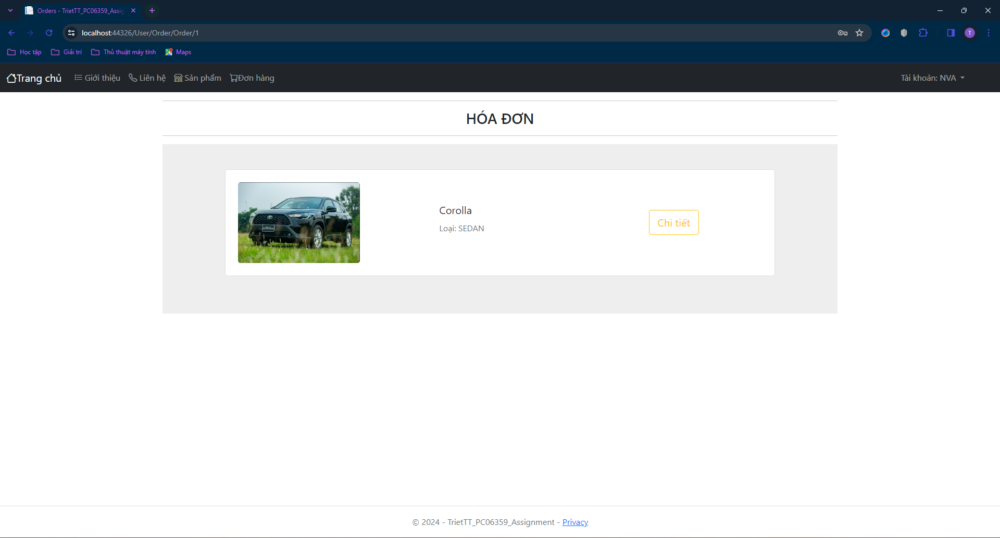 Orders - TrietTT_PC06359_Assig
localhost:44326/User/Order/Order/1
T
Học tập
Giải trí
Thủ thuật máy tính
Maps
Trang chủ
Giới thiệu
Liên hệ
Sản phẩm
Đơn hàng
Tài khoản: NVA
HÓA ĐƠN
Corolla
Loại: SEDAN
Chi tiết
© 2024 - TrietTT_PC06359_Assignment - Privacy